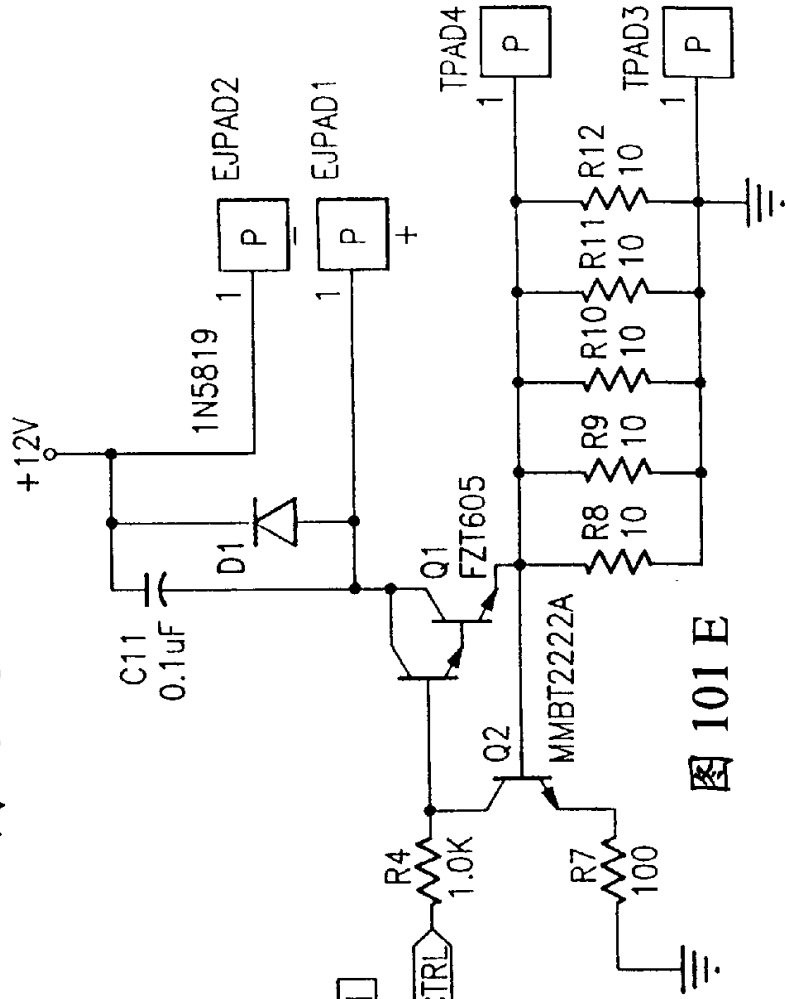 +12V
C11
0.1uF
D1
1N5819
1
P
−
EJPAD2
1
P
+
EJPAD1
Q1
FZT605
R4
1.0K
Q2
MMBT2222A
R7
100
R8
10
R9
10
R10
10
R11
10
R12
10
1
P
TPAD4
1
P
TPAD3
图 101 E